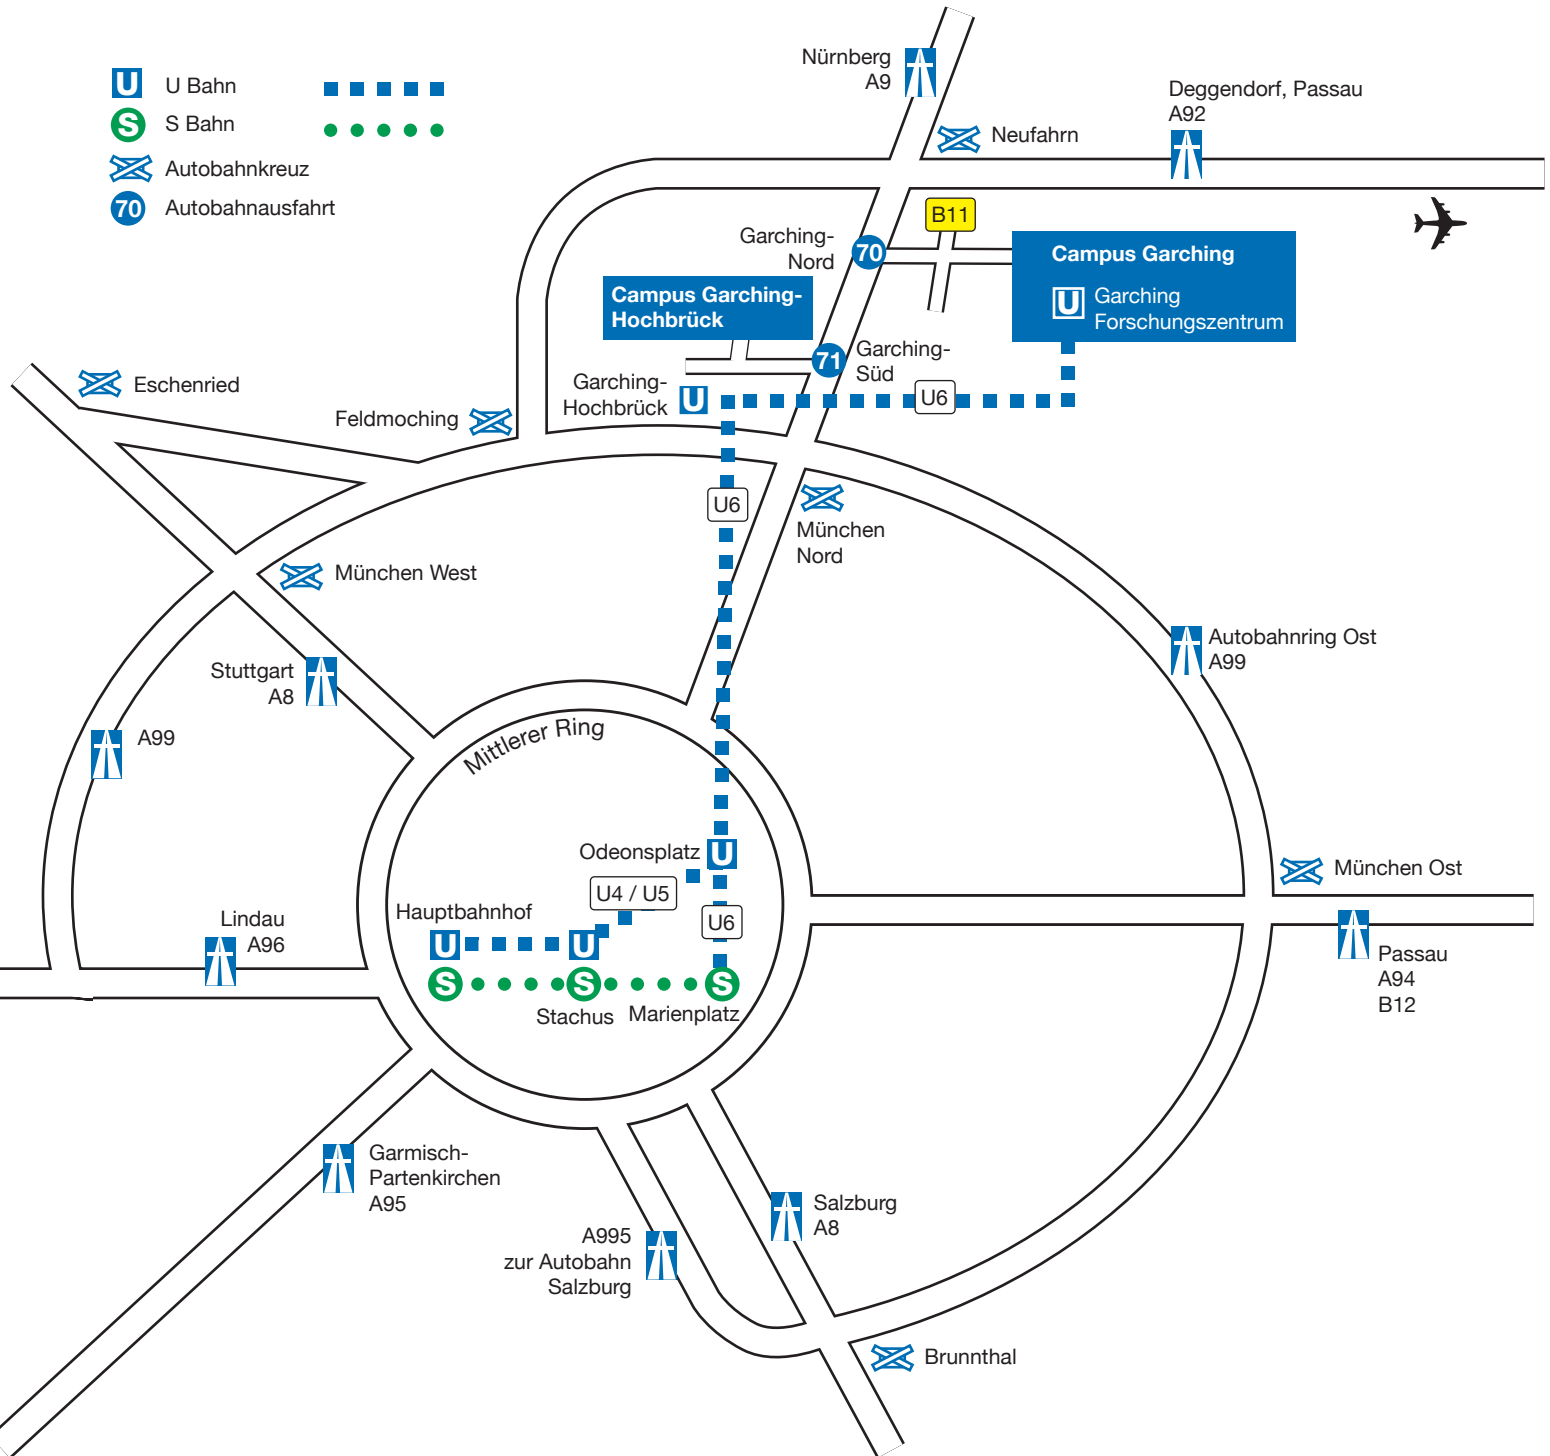 U U Bahn
S S Bahn
Autobahnkreuz
70 Autobahnausfahrt
Nürnberg
A9
Neufahrn
Deggendorf, Passau
A92
B11
Garching-
Nord
70
Campus Garching
U Garching
Forschungszentrum
Campus Garching-
Hochbrück
71
Garching-
Süd
Garching-
Hochbrück
U
U6
Eschenried
Feldmoching
U6
München
Nord
München West
Stuttgart
A8
Autobahnring Ost
A99
A99
Mittlerer Ring
Odeonsplatz
U
U4 / U5
U6
München Ost
Hauptbahnhof
U
U
S
S
S
Stachus
Marienplatz
Lindau
A96
Passau
A94
B12
Garmisch-
Partenkirchen
A95
A995
zur Autobahn
Salzburg
Salzburg
A8
Brunnthal